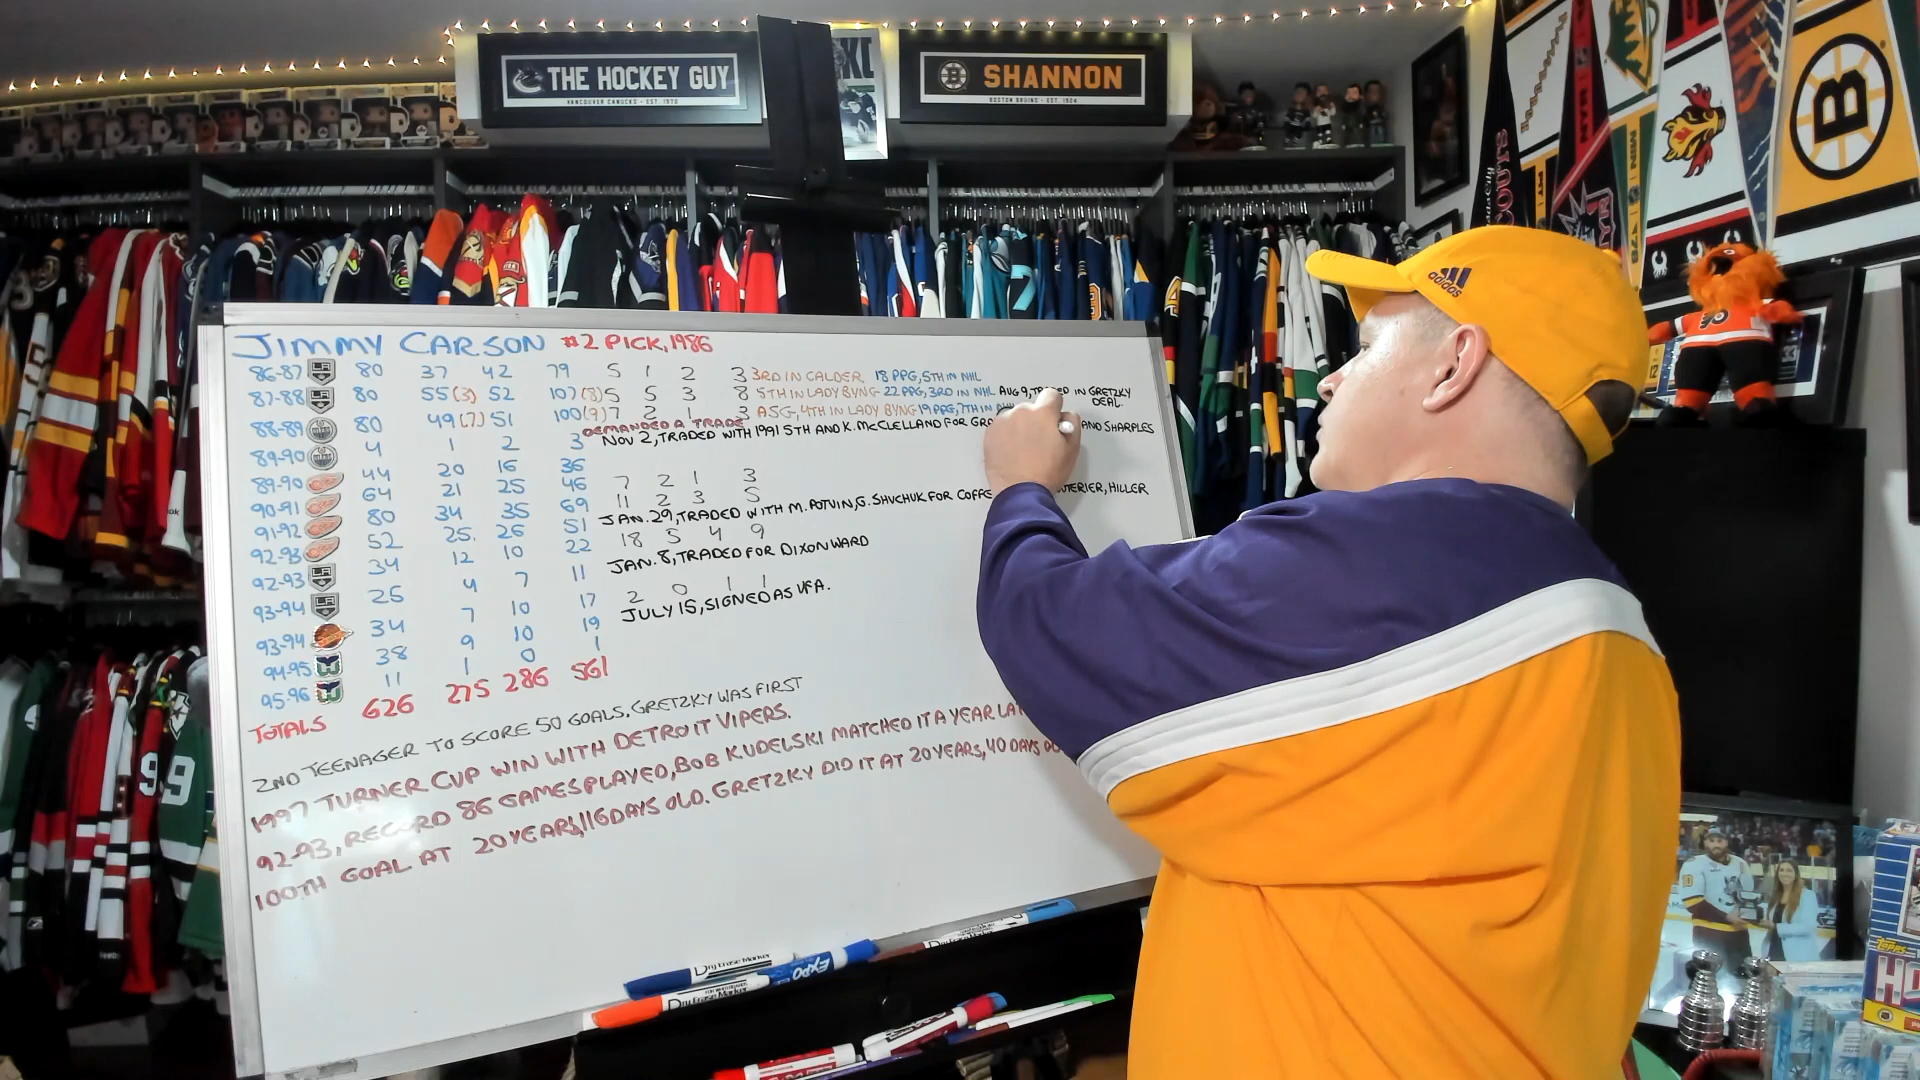 THE HOCKEY GUY
VANCOUVER CANUCKS • EST. 1970
SHANNON
BOSTON BRUINS • EST. 1924
adidas
JIMMY CARSON #2 PICK, 1986
86-87 LA 80 37 42 79 5 1 2 3 3RD IN CALDER 18 PPG, 5TH IN NHL
87-88 LA 80 55(3) 52 107(8) 5 5 3 8 5TH IN LADY BYNG 22 PPG, 3RD IN NHL AUG 9, TRADED IN GRETZKY DEAL.
88-89 80 49(7) 51 100(9) 7 2 1 3 ASG, 4TH IN LADY BYNG 19 PPG, 7TH IN
DEMANDED A TRADE
89-90 4 1 2 3 NOV 2, TRADED WITH 1991 5TH AND K. MCCLELLAND FOR AND SHARPLES
89-90 44 20 16 36
90-91 64 21 25 46 7 2 1 3
91-92 80 34 35 69 11 2 3 5
92-93 52 25 26 51 JAN. 29, TRADED WITH M. POTVIN, G. SHUCHUK FOR HILLER
92-93 LA 34 12 10 22 18 5 4 9
93-94 LA 25 4 7 11 JAN. 8, TRADED FOR DIXON WARD
93-94 34 7 10 17 2 0 1 1
94-95 38 9 10 19 JULY 15, SIGNED AS UFA.
95-96 11 1 0 1
TOTALS 626 275 286 561
2ND TEENAGER TO SCORE 50 GOALS. GRETZKY WAS FIRST
1997 TURNER CUP WIN WITH DETROIT VIPERS.
92-93, RECORD 86 GAMES PLAYED, BOB KUDELSKI MATCHED IT A YEAR
100TH GOAL AT 20 YEARS, 116 DAYS OLD. GRETZKY DID IT AT 20 YEARS, 40 DAYS
Dry Erase Marker
EXPO
Dry Erase Marker
Topps